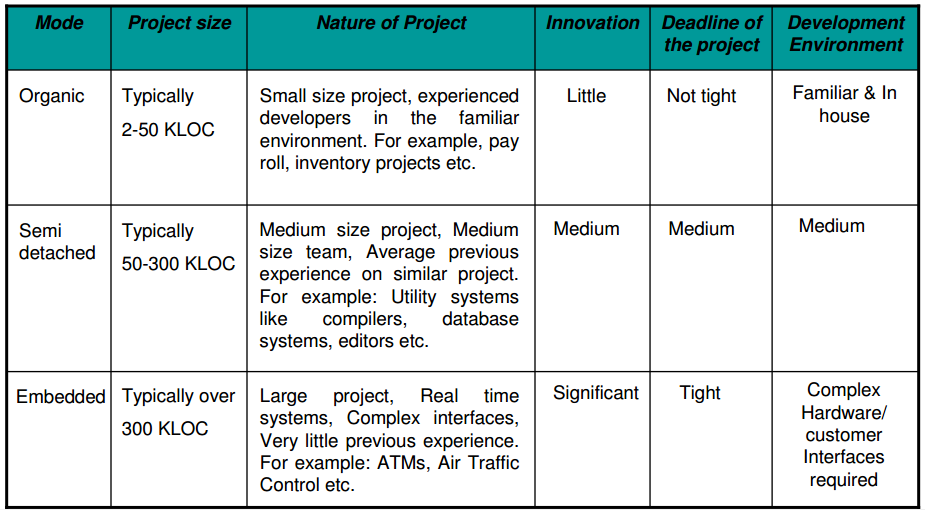 Mode Project size Nature of Project Innovation Deadline of the project Development Environment
Organic
Typically
2-50 KLOC
Small size project, experienced
developers in the familiar
environment. For example, pay
roll, inventory projects etc.
Little
Not tight
Familiar & In
house
Semi
detached
Typically
50-300 KLOC
Medium size project, Medium
size team, Average previous
experience on similar project.
For example: Utility systems
like compilers, database
systems, editors etc.
Medium
Medium
Medium
Embedded
Typically over
300 KLOC
Large project, Real time
systems, Complex interfaces,
Very little previous experience.
For example: ATMs, Air Traffic
Control etc.
Significant
Tight
Complex
Hardware/
customer
Interfaces
required